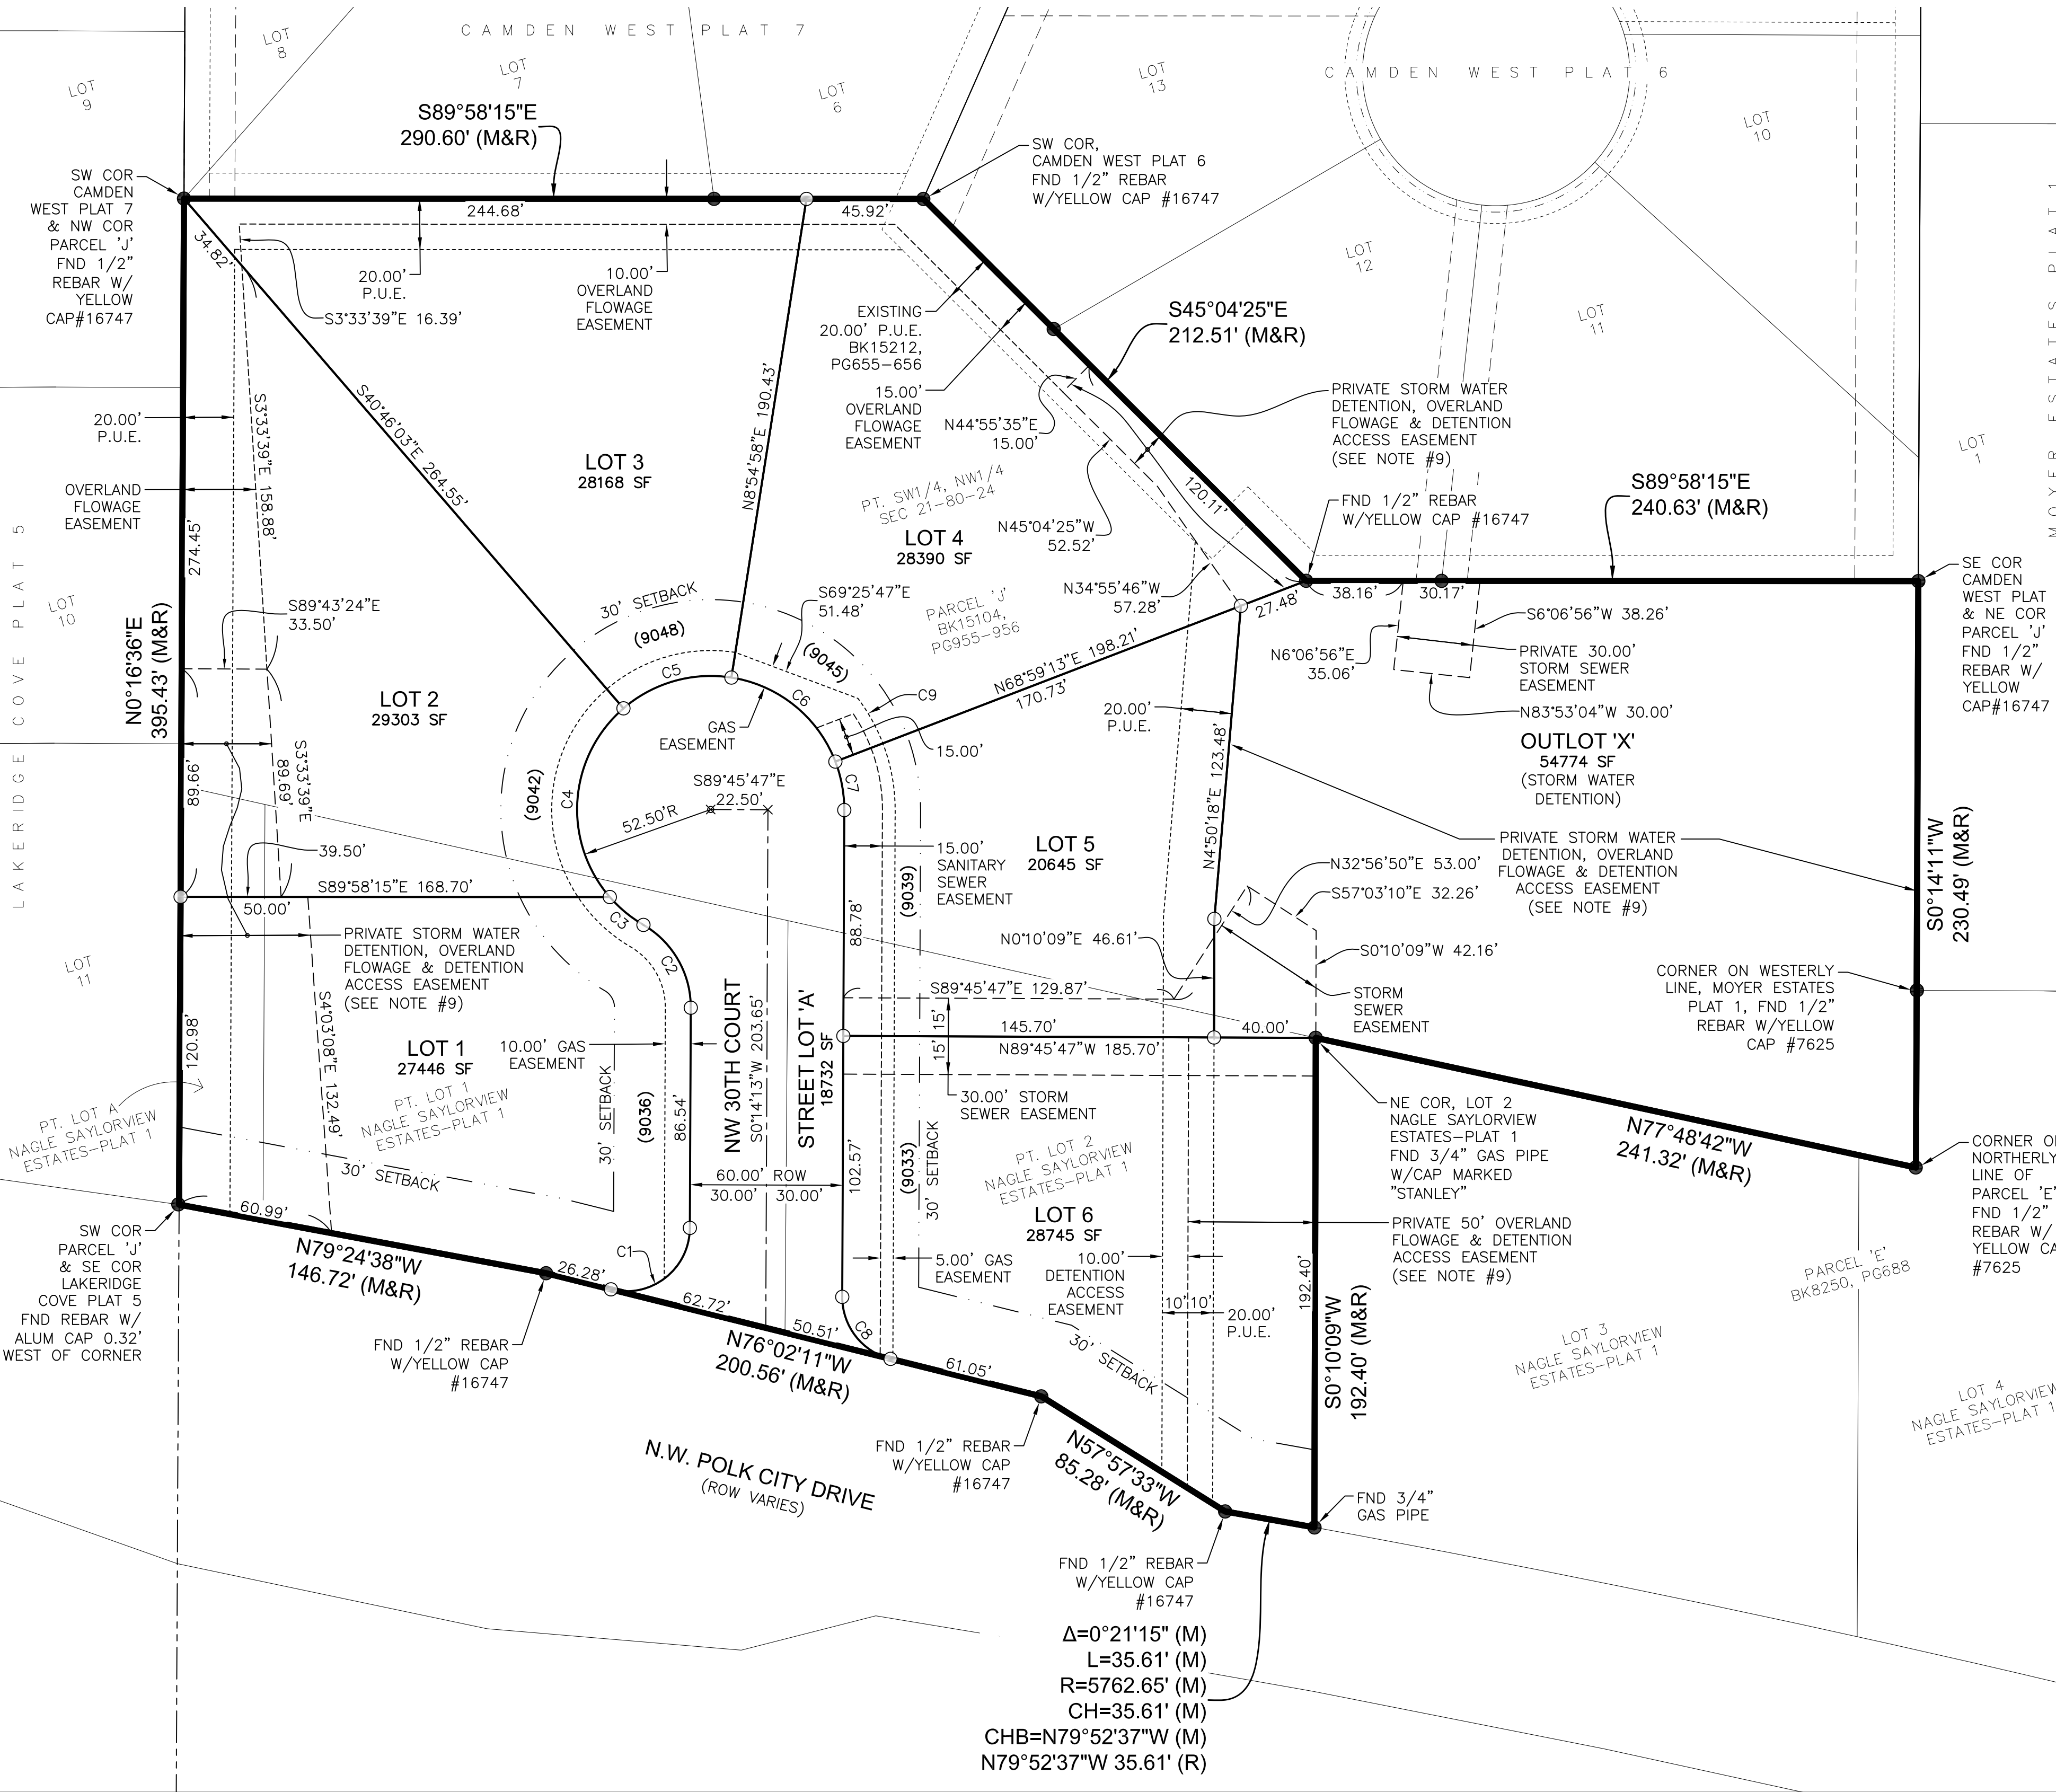 CAMDEN WEST PLAT 7
LOT
8
LOT
9
LOT
7
LOT
6
LOT
13
CAMDEN WEST PLAT 6
LOT
10
LOT
12
LOT
11
LOT
1
MOYER ESTATES PLAT 1
S89°58'15"E
290.60' (M&R)
SW COR
CAMDEN
WEST PLAT 7
& NW COR
PARCEL 'J'
FND 1/2"
REBAR W/
YELLOW
CAP#16747
SW COR,
CAMDEN WEST PLAT 6
FND 1/2" REBAR
W/YELLOW CAP #16747
244.68'
45.92'
34.82'
20.00'
P.U.E.
S3°33'39"E 16.39'
10.00'
OVERLAND
FLOWAGE
EASEMENT
EXISTING
20.00' P.U.E.
BK15212,
PG655-656
15.00'
OVERLAND
FLOWAGE
EASEMENT
S45°04'25"E
212.51' (M&R)
N44°55'35"E
15.00'
PRIVATE STORM WATER
DETENTION, OVERLAND
FLOWAGE & DETENTION
ACCESS EASEMENT
(SEE NOTE #9)
120.11'
FND 1/2" REBAR
W/YELLOW CAP #16747
S89°58'15"E
240.63' (M&R)
SE COR
CAMDEN
WEST PLAT
& NE COR
PARCEL 'J'
FND 1/2"
REBAR W/
YELLOW
CAP#16747
20.00'
P.U.E.
OVERLAND
FLOWAGE
EASEMENT
274.45'
S3°33'39"E 158.88'
S40°46'03"E 264.55'
LOT 3
28168 SF
N8°54'58"E 190.43'
PT. SW1/4, NW1/4
SEC 21-80-24
LOT 4
28390 SF
N45°04'25"W
52.52'
PARCEL 'J'
BK15104,
PG955-956
N34°55'46"W
57.28'
27.48'
38.16'
30.17'
S6°06'56"W 38.26'
N6°06'56"E
35.06'
PRIVATE 30.00'
STORM SEWER
EASEMENT
N83°53'04"W 30.00'
LAKERIDGE COVE PLAT 5
LOT
10
N0°16'36"E
395.43' (M&R)
S89°43'24"E
33.50'
LOT 2
29303 SF
30' SETBACK
(9048)
S69°25'47"E
51.48'
(9045)
C5
C6
C9
GAS
EASEMENT
N68°59'13"E 198.21'
170.73'
15.00'
20.00'
P.U.E.
OUTLOT 'X'
54774 SF
(STORM WATER
DETENTION)
89.66'
S3°33'39"E
89.69'
(9042)
C4
52.50'R
S89°45'47"E
22.50'
C7
39.50'
S89°58'15"E 168.70'
50.00'
C3
C2
15.00'
SANITARY
SEWER
EASEMENT
(9039)
88.78'
LOT 5
20645 SF
N4°50'18"E 123.48'
N32°56'50"E 53.00'
S57°03'10"E 32.26'
PRIVATE STORM WATER
DETENTION, OVERLAND
FLOWAGE & DETENTION
ACCESS EASEMENT
(SEE NOTE #9)
S0°14'11"W
230.49' (M&R)
LOT
11
PRIVATE STORM WATER
DETENTION, OVERLAND
FLOWAGE & DETENTION
ACCESS EASEMENT
(SEE NOTE #9)
N0°10'09"E 46.61'
S0°10'09"W 42.16'
S89°45'47"E 129.87'
STORM
SEWER
EASEMENT
CORNER ON WESTERLY
LINE, MOYER ESTATES
PLAT 1, FND 1/2"
REBAR W/YELLOW
CAP #7625
120.98'
S4°03'08"E 132.49'
LOT 1
27446 SF
PT. LOT 1
NAGLE SAYLORVIEW
ESTATES-PLAT 1
PT. LOT A
NAGLE SAYLORVIEW
ESTATES-PLAT 1
10.00' GAS
EASEMENT
30' SETBACK
(9036)
86.54'
NW 30TH COURT
S0°14'13"W 203.65'
STREET LOT 'A'
18732 SF
145.70'
40.00'
N89°45'47"W 185.70'
15' 15'
30.00' STORM
SEWER EASEMENT
NE COR, LOT 2
NAGLE SAYLORVIEW
ESTATES-PLAT 1
FND 3/4" GAS PIPE
W/CAP MARKED
"STANLEY"
N77°48'42"W
241.32' (M&R)
CORNER O
NORTHERLY
LINE OF
PARCEL 'E'
FND 1/2"
REBAR W/
YELLOW CA
#7625
30' SETBACK
60.00' ROW
30.00' 30.00'
102.57'
(9033)
30' SETBACK
PT. LOT 2
NAGLE SAYLORVIEW
ESTATES-PLAT 1
LOT 6
28745 SF
PRIVATE 50' OVERLAND
FLOWAGE & DETENTION
ACCESS EASEMENT
(SEE NOTE #9)
60.99'
SW COR
PARCEL 'J'
& SE COR
LAKERIDGE
COVE PLAT 5
FND REBAR W/
ALUM CAP 0.32'
WEST OF CORNER
N79°24'38"W
146.72' (M&R)
C1
26.28'
62.72'
5.00' GAS
EASEMENT
10.00'
DETENTION
ACCESS
EASEMENT
192.40'
10' 10'
20.00'
P.U.E.
S0°10'09"W
192.40' (M&R)
PARCEL 'E'
BK8250, PG688
50.51'
C8
N76°02'11"W
200.56' (M&R)
61.05'
30' SETBACK
FND 1/2" REBAR
W/YELLOW CAP
#16747
LOT 3
NAGLE SAYLORVIEW
ESTATES-PLAT 1
LOT 4
NAGLE SAYLORVIEW
ESTATES-PLAT 1
N.W. POLK CITY DRIVE
(ROW VARIES)
FND 1/2" REBAR
W/YELLOW CAP
#16747
N57°57'33"W
85.28' (M&R)
FND 3/4"
GAS PIPE
FND 1/2" REBAR
W/YELLOW CAP
#16747
Δ=0°21'15" (M)
L=35.61' (M)
R=5762.65' (M)
CH=35.61' (M)
CHB=N79°52'37"W (M)
N79°52'37"W 35.61' (R)